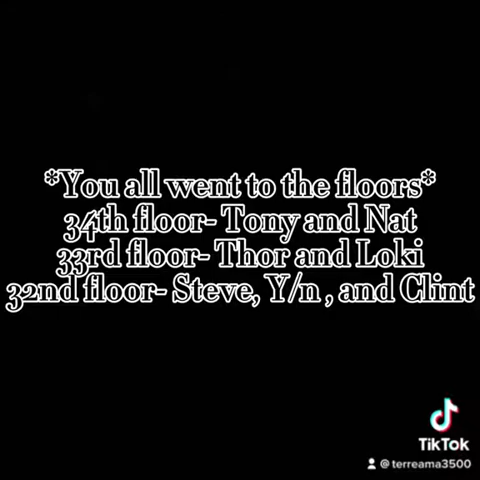 *You all went to the floors*
34th floor- Tony and Nat
33rd floor- Thor and Loki
32nd floor- Steve, Y/n , and Clint
TikTok
@terreama3500